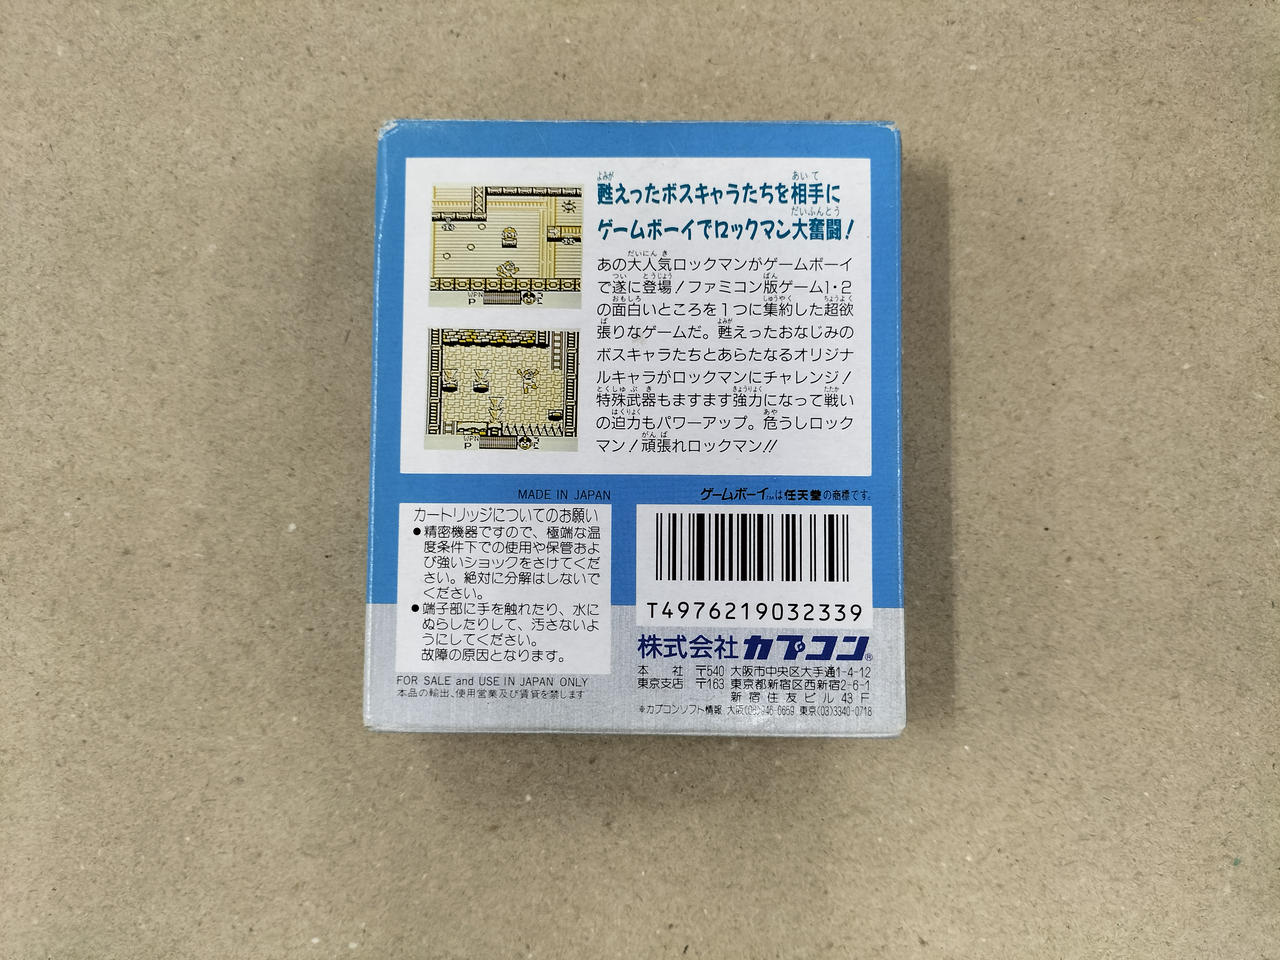 甦えったボスキャラたちを相手に
ゲームボーイでロックマン大奮闘!
あの大人気ロックマンがゲームボーイ
で遂に登場!ファミコン版ゲーム1・2
の面白いところを1つに集約した超欲
張りなゲームだ。甦えったおなじみの
ボスキャラたちとあらたなるオリジナ
ルキャラがロックマンにチャレンジ!
特殊武器もますます強力になって戦い
の迫力もパワーアップ。危うしロック
マン!頑張れロックマン!!
MADE IN JAPAN
ゲームボーイ™は任天堂の商標です。
カートリッジについてのお願い
●精密機器ですので、極端な温
度条件下での使用や保管およ
び強いショックをさけてくだ
さい。絶対に分解はしないで
ください。
●端子部に手を触れたり、水に
ぬらしたりして、汚さないよ
うにしてください。
故障の原因となります。
FOR SALE and USE IN JAPAN ONLY
本品の輸出、使用営業及び賃貸を禁じます
T4976219032339
株式会社カプコン®
本社 〒540 大阪市中央区大手通1-4-12
東京支店 〒163 東京都新宿区西新宿2-6-1
新宿住友ビル 43F
※カプコンソフト情報 大阪(06)946-0659 東京(03)3340-0718